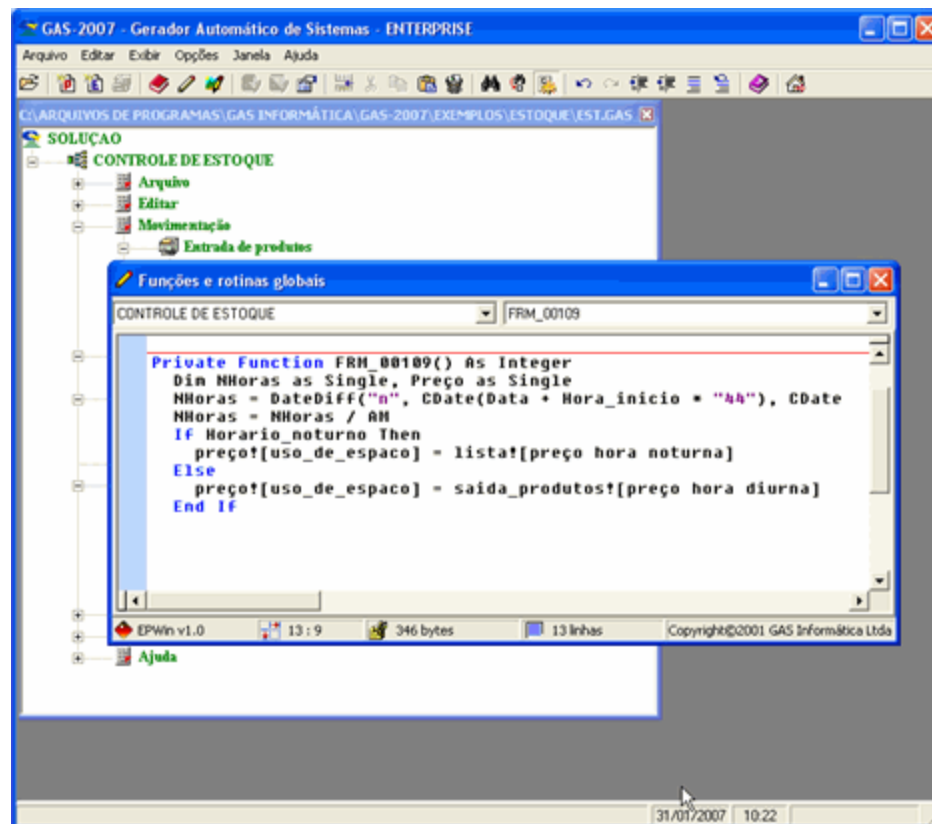 GAS-2007 - Gerador Automático de Sistemas - ENTERPRISE
Arquivo Editar Exibir Opções Janela Ajuda
C:\ARQUIVOS DE PROGRAMAS\GAS INFORMÁTICA\GAS-2007\EXEMPLOS\ESTOQUE\EST.GAS
SOLUÇAO
CONTROLE DE ESTOQUE
Arquivo
Editar
Movimentação
Entrada de produtos
Funções e rotinas globais
CONTROLE DE ESTOQUE FRM_00109
Private Function FRM_00109() As Integer
Dim NHoras as Single, Preço as Single
NHoras = DateDiff("n", CDate(Data + Hora_inicio * "44"), CDate
NHoras = NHoras / AM
If Horario_noturno Then
preço![uso_de_espaco] = lista![preço hora noturna]
Else
preço![uso_de_espaco] = saida_produtos![preço hora diurna]
End If
EPWin v1.0 13 : 9 346 bytes 13 linhas Copyright©2001 GAS Informática Ltda
Ajuda
31/01/2007 10:22